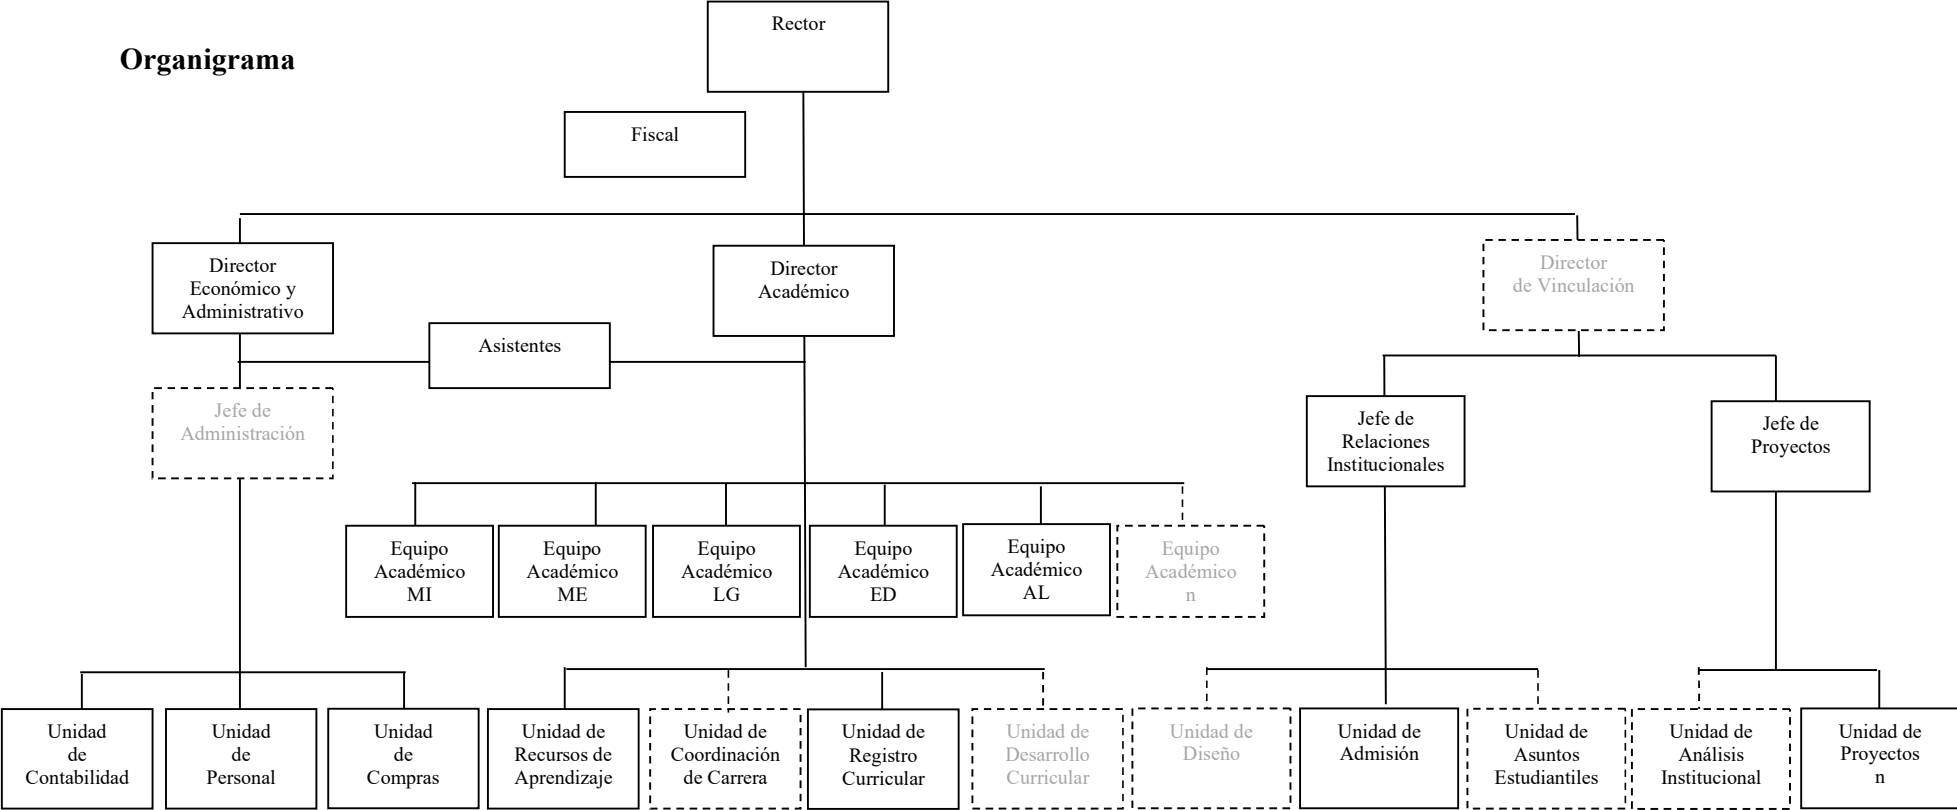 Rector
Organigrama
Fiscal
Director
Económico y
Administrativo
Director
Académico
Director
de Vinculación
Asistentes
Jefe de
Administración
Jefe de
Relaciones
Institucionales
Jefe de
Proyectos
Equipo
Académico
MI
Equipo
Académico
ME
Equipo
Académico
LG
Equipo
Académico
ED
Equipo
Académico
AL
Equipo
Académico
n
Unidad
de
Contabilidad
Unidad
de
Personal
Unidad
de
Compras
Unidad de
Recursos de
Aprendizaje
Unidad de
Coordinación
de Carrera
Unidad de
Registro
Curricular
Unidad de
Desarrollo
Curricular
Unidad de
Diseño
Unidad de
Admisión
Unidad de
Asuntos
Estudiantiles
Unidad de
Análisis
Institucional
Unidad de
Proyectos
n